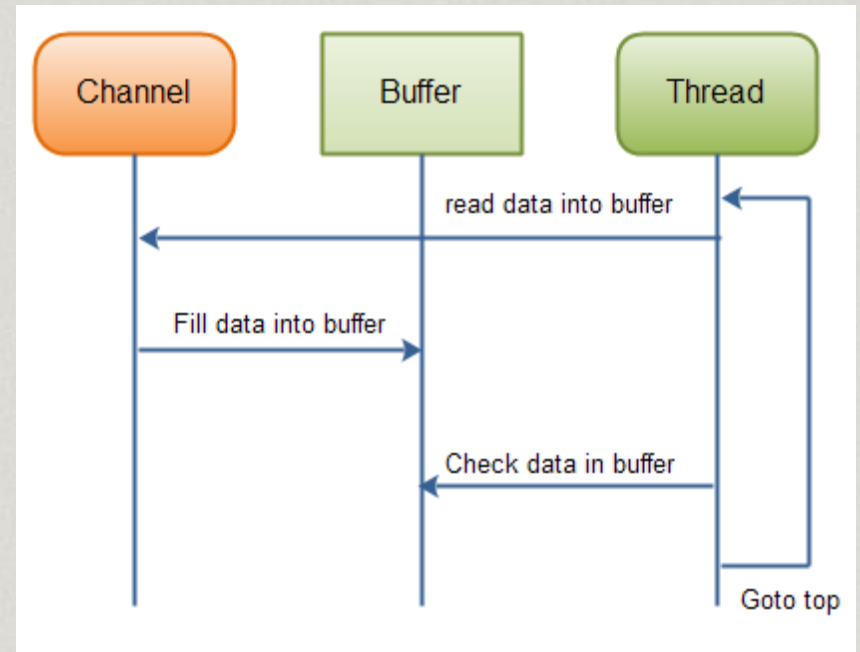 Channel
Buffer
Thread
read data into buffer
Fill data into buffer
Check data in buffer
Goto top